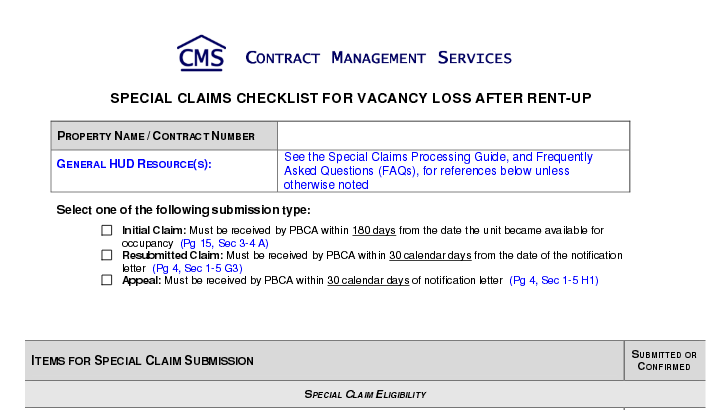 CMS CONTRACT MANAGEMENT SERVICES
SPECIAL CLAIMS CHECKLIST FOR VACANCY LOSS AFTER RENT-UP
PROPERTY NAME / CONTRACT NUMBER
GENERAL HUD RESOURCE(S):
See the Special Claims Processing Guide, and Frequently
Asked Questions (FAQs), for references below unless
otherwise noted
Select one of the following submission type:
Initial Claim: Must be received by PBCA within 180 days from the date the unit became available for
occupancy (Pg 15, Sec 3-4 A)
Resubmitted Claim: Must be received by PBCA within 30 calendar days from the date of the notification
letter (Pg 4, Sec 1-5 G3)
Appeal: Must be received by PBCA within 30 calendar days of notification letter (Pg 4, Sec 1-5 H1)
ITEMS FOR SPECIAL CLAIM SUBMISSION
SUBMITTED OR
CONFIRMED
SPECIAL CLAIM ELIGIBILITY